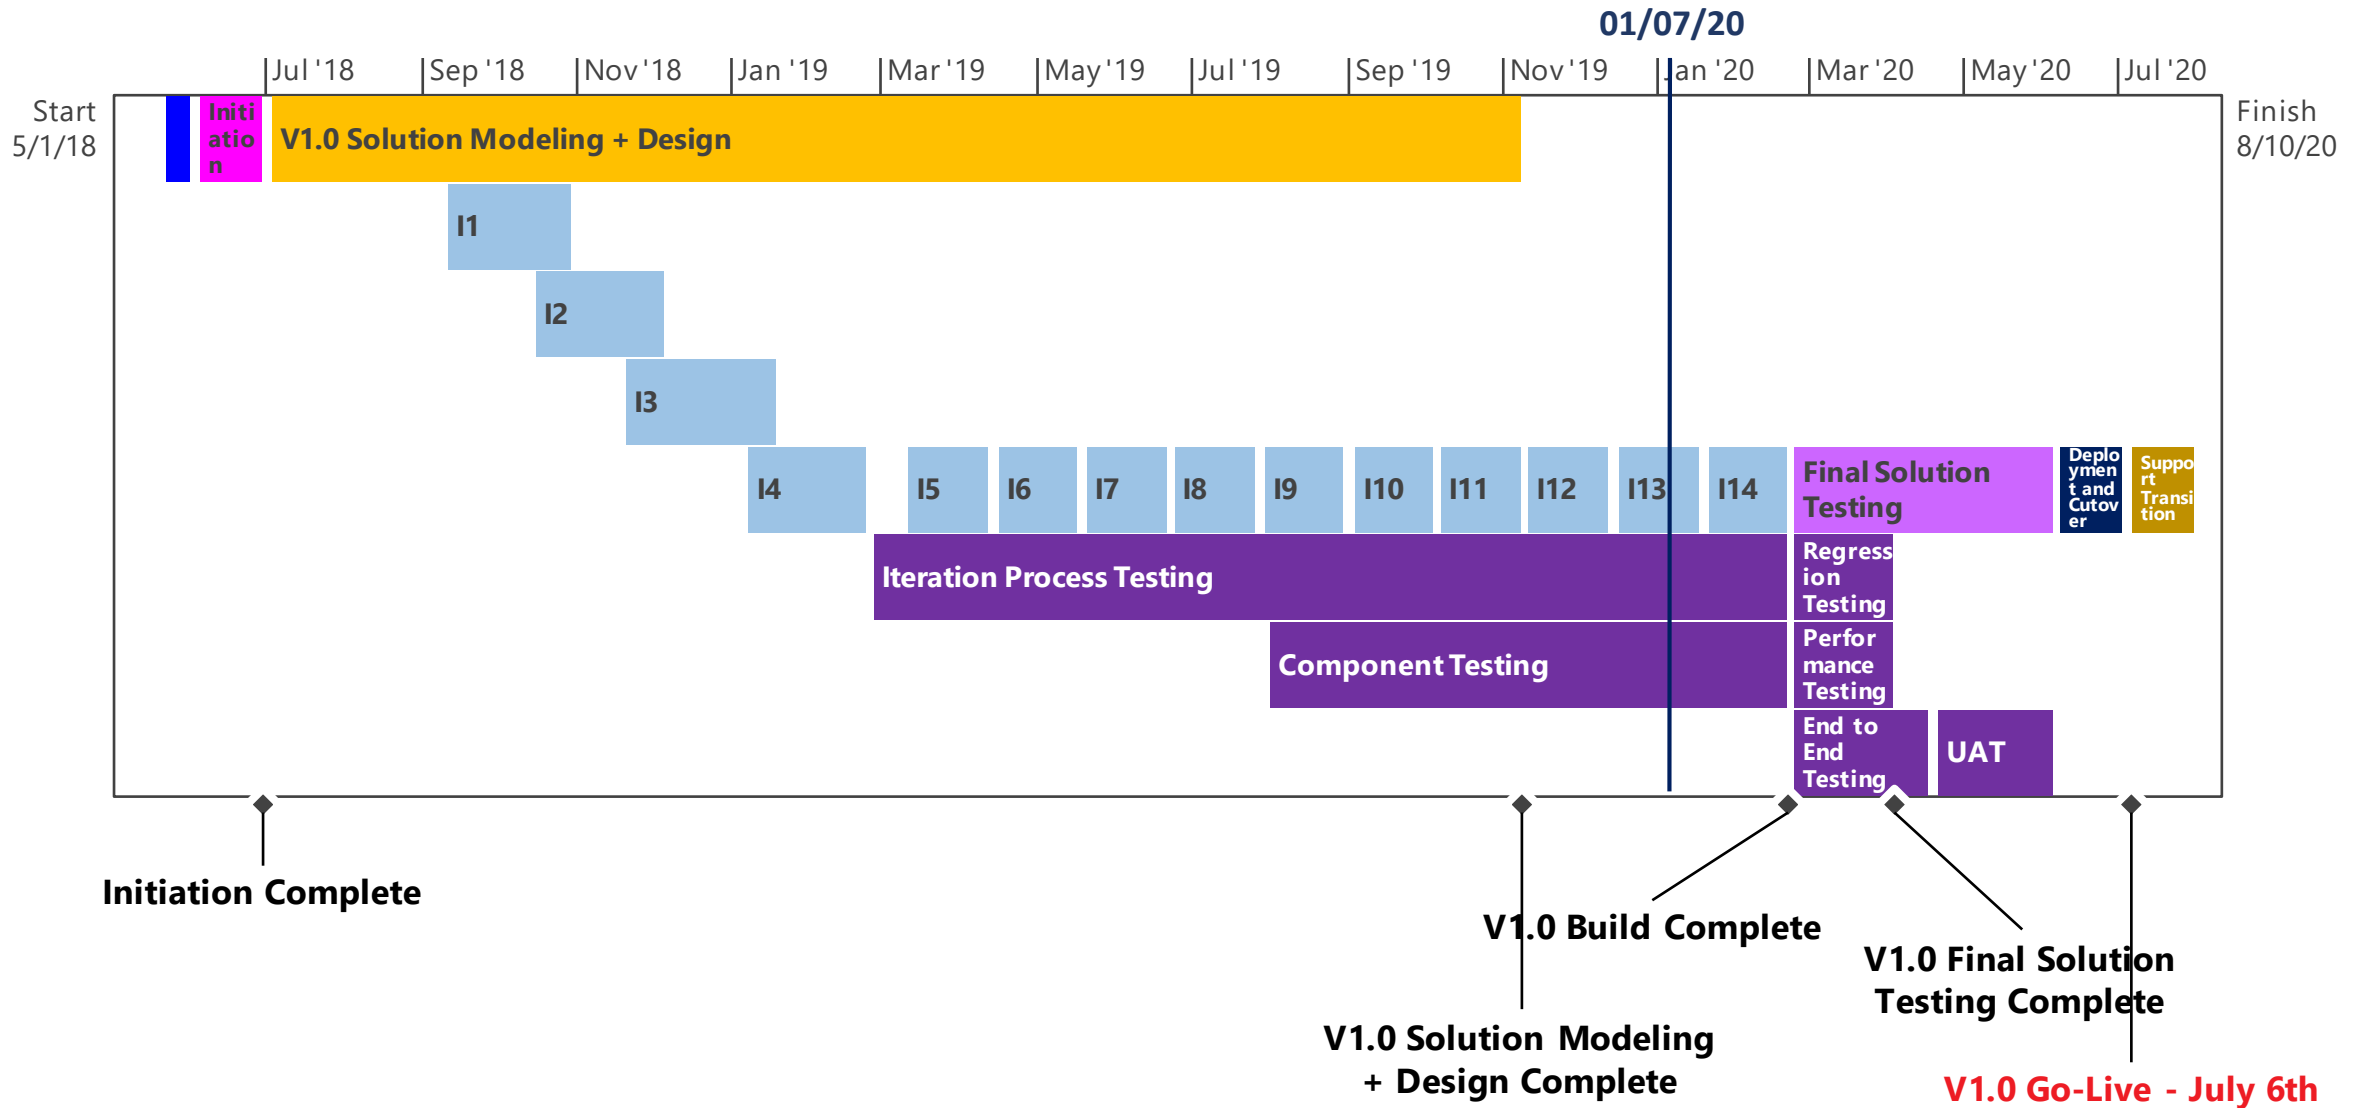 01/07/20
Jul '18
Sep '18
Nov '18
Jan '19
Mar '19
May '19
Jul '19
Sep '19
Nov '19
Jan '20
Mar '20
May '20
Jul '20
Start
5/1/18
Finish
8/10/20
Initi
atio
n
V1.0 Solution Modeling + Design
I1
I2
I3
I4
I5
I6
I7
I8
I9
I10
I11
I12
I13
I14
Final Solution
Testing
Deplo
ymen
t and
Cutov
er
Suppo
rt
Transi
tion
Iteration Process Testing
Regress
ion
Testing
Component Testing
Perfor
mance
Testing
End to
End
Testing
UAT
Initiation Complete
V1.0 Build Complete
V1.0 Final Solution
Testing Complete
V1.0 Solution Modeling
+ Design Complete
V1.0 Go-Live - July 6th